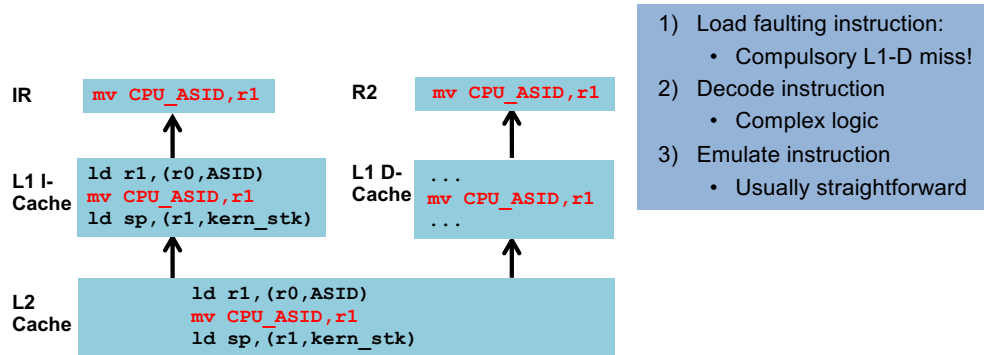 IR
mv CPU_ASID,r1
R2
mv CPU_ASID,r1
L1 I-
Cache
ld r1,(r0,ASID)
mv CPU_ASID,r1
ld sp,(r1,kern_stk)
L1 D-
Cache
...
mv CPU_ASID,r1
...
L2
Cache
ld r1,(r0,ASID)
mv CPU_ASID,r1
ld sp,(r1,kern_stk)
1) Load faulting instruction:
• Compulsory L1-D miss!
2) Decode instruction
• Complex logic
3) Emulate instruction
• Usually straightforward